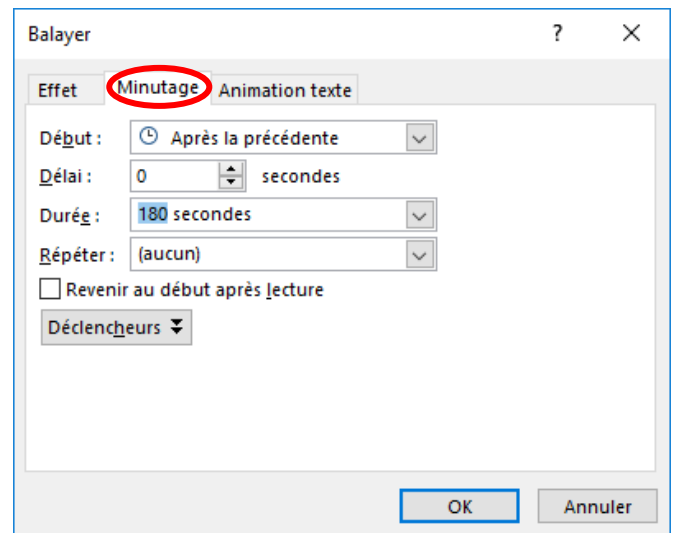 Balayer ?
Effet Minutage Animation texte
Début : Après la précédente
Délai : 0 secondes
Durée : 180 secondes
Répéter : (aucun)
Revenir au début après lecture
Déclencheurs
OK Annuler